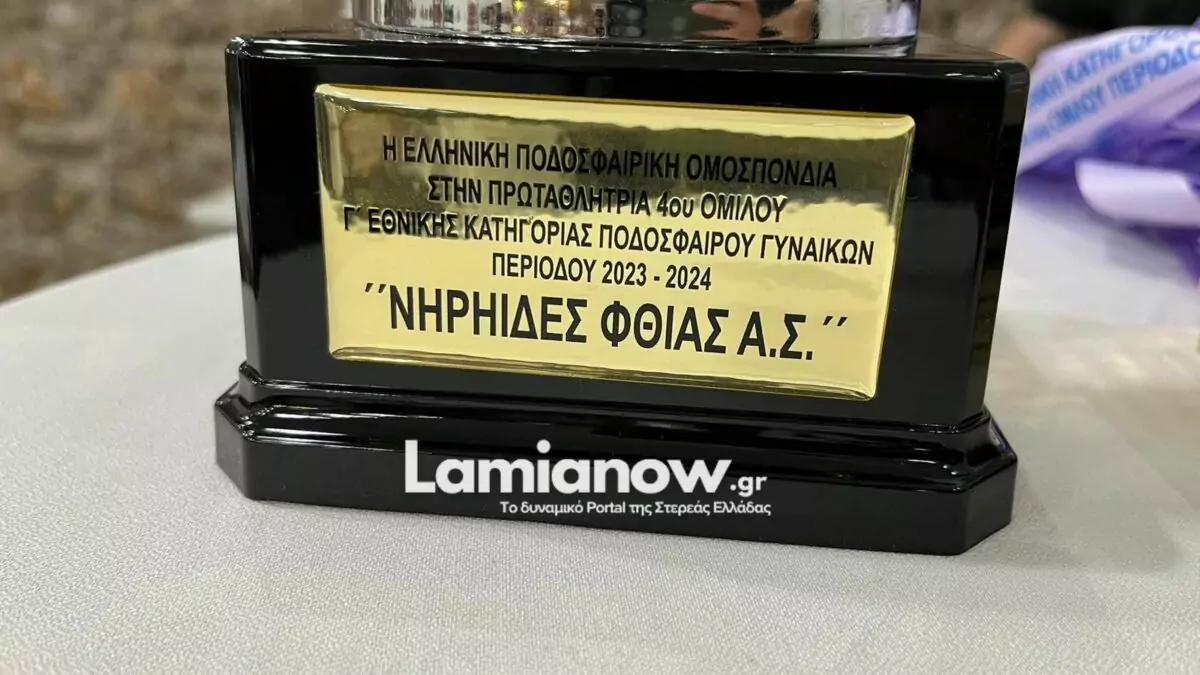 Η ΕΛΛΗΝΙΚΗ ΠΟΔΟΣΦΑΙΡΙΚΗ ΟΜΟΣΠΟΝΔΙΑ
ΣΤΗΝ ΠΡΩΤΑΘΛΗΤΡΙΑ 4ου ΟΜΙΛΟΥ
Γ΄ ΕΘΝΙΚΗΣ ΚΑΤΗΓΟΡΙΑΣ ΠΟΔΟΣΦΑΙΡΟΥ ΓΥΝΑΙΚΩΝ
ΠΕΡΙΟΔΟΥ 2023 - 2024
΄΄ΝΗΡΗΙΔΕΣ ΦΘΙΑΣ Α.Σ.΄΄
Lamianow.gr
Το δυναμικό Portal της Στερεάς Ελλάδας
ΟΜΙΛΟΥ